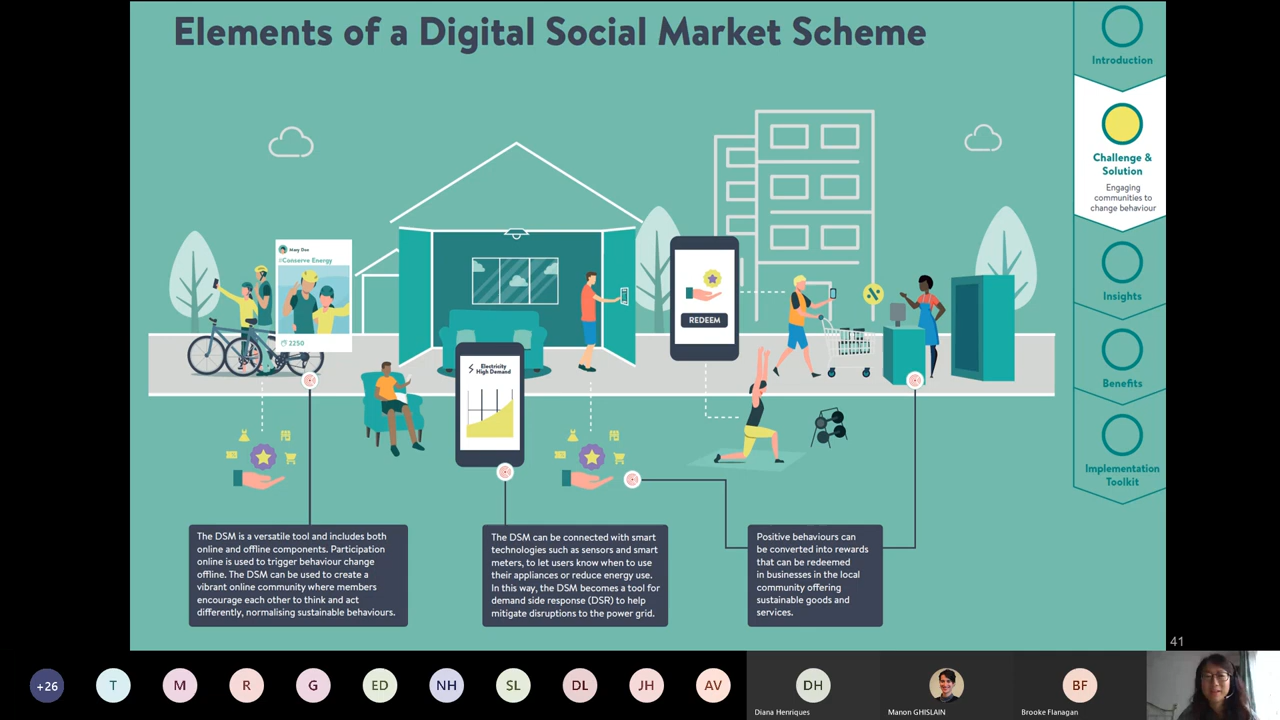 Elements of a Digital Social Market Scheme
Introduction
Challenge &
Solution
Engaging
communities to
change behaviour
Insights
Benefits
Implementation
Toolkit
Mary Doe
#Conserve Energy
2250
Electricity
High Demand
REDEEM
The DSM is a versatile tool and includes both
online and offline components. Participation
online is used to trigger behaviour change
offline. The DSM can be used to create a
vibrant online community where members
encourage each other to think and act
differently, normalising sustainable behaviours.
The DSM can be connected with smart
technologies such as sensors and smart
meters, to let users know when to use
their appliances or reduce energy use.
In this way, the DSM becomes a tool for
demand side response (DSR) to help
mitigate disruptions to the power grid.
Positive behaviours can
be converted into rewards
that can be redeemed
in businesses in the local
community offering
sustainable goods and
services.
41
+26
T
M
R
G
ED
NH
SL
DL
JH
AV
DH
BF
Diana Henriques
Manon GHISLAIN
Brooke Flanagan